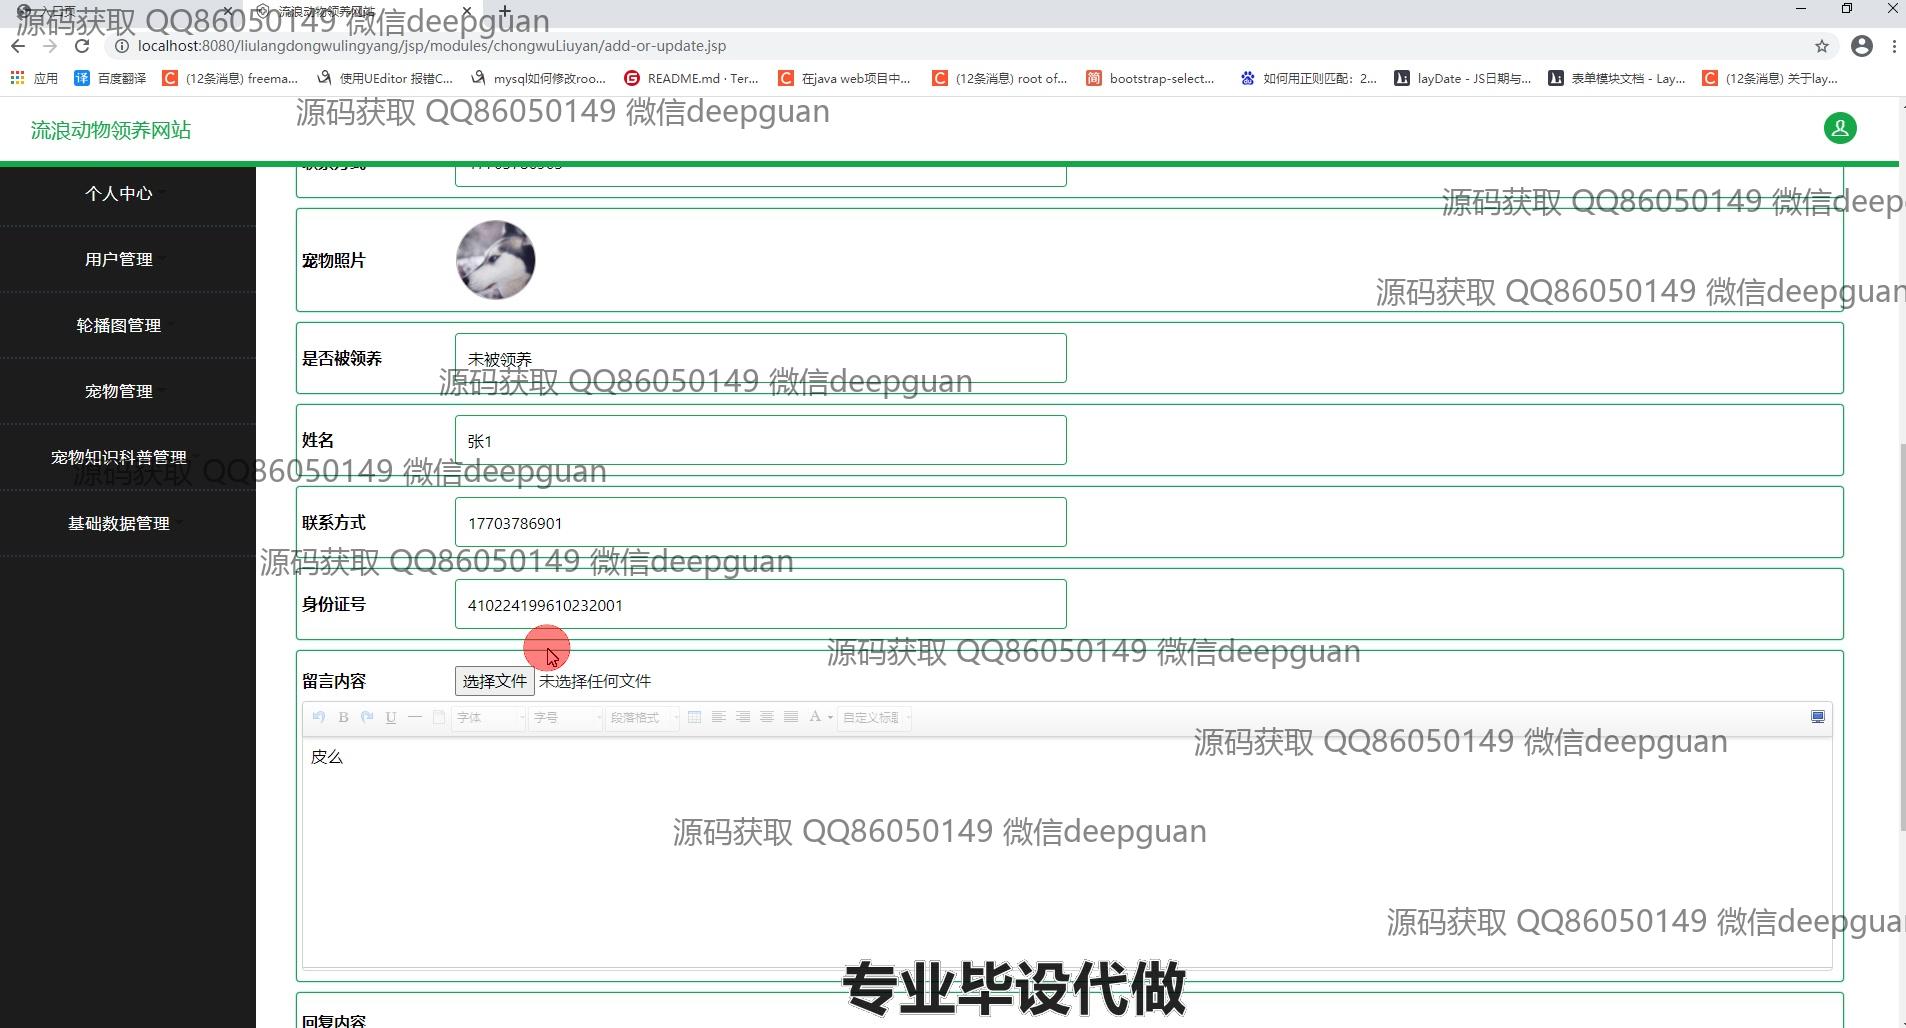 流浪动物领养网站
源码获取 QQ86050149 微信deepguan
localhost:8080/liulangdongwulingyang/jsp/modules/chongwuLiuyan/add-or-update.jsp
应用
百度翻译
(12条消息) freema...
使用UEditor 报错C...
mysql如何修改roo...
README.md · Ter...
在java web项目中...
(12条消息) root of...
bootstrap-select...
如何用正则匹配：2...
layDate - JS日期与...
表单模块文档 - Lay...
(12条消息) 关于lay...
源码获取 QQ86050149 微信deepguan
流浪动物领养网站
个人中心
源码获取 QQ86050149 微信deep
用户管理
宠物照片
源码获取 QQ86050149 微信deepguan
轮播图管理
是否被领养
未被领养
源码获取 QQ86050149 微信deepguan
宠物管理
姓名
张1
宠物知识科普管理
源码获取 QQ86050149 微信deepguan
基础数据管理
联系方式
17703786901
源码获取 QQ86050149 微信deepguan
身份证号
410224199610232001
源码获取 QQ86050149 微信deepguan
留言内容
选择文件 未选择任何文件
B U 字体 字号 段落格式 A 自定义标题
源码获取 QQ86050149 微信deepguan
皮么
源码获取 QQ86050149 微信deepguan
源码获取 QQ86050149 微信deepguan
专业毕设代做
回复内容